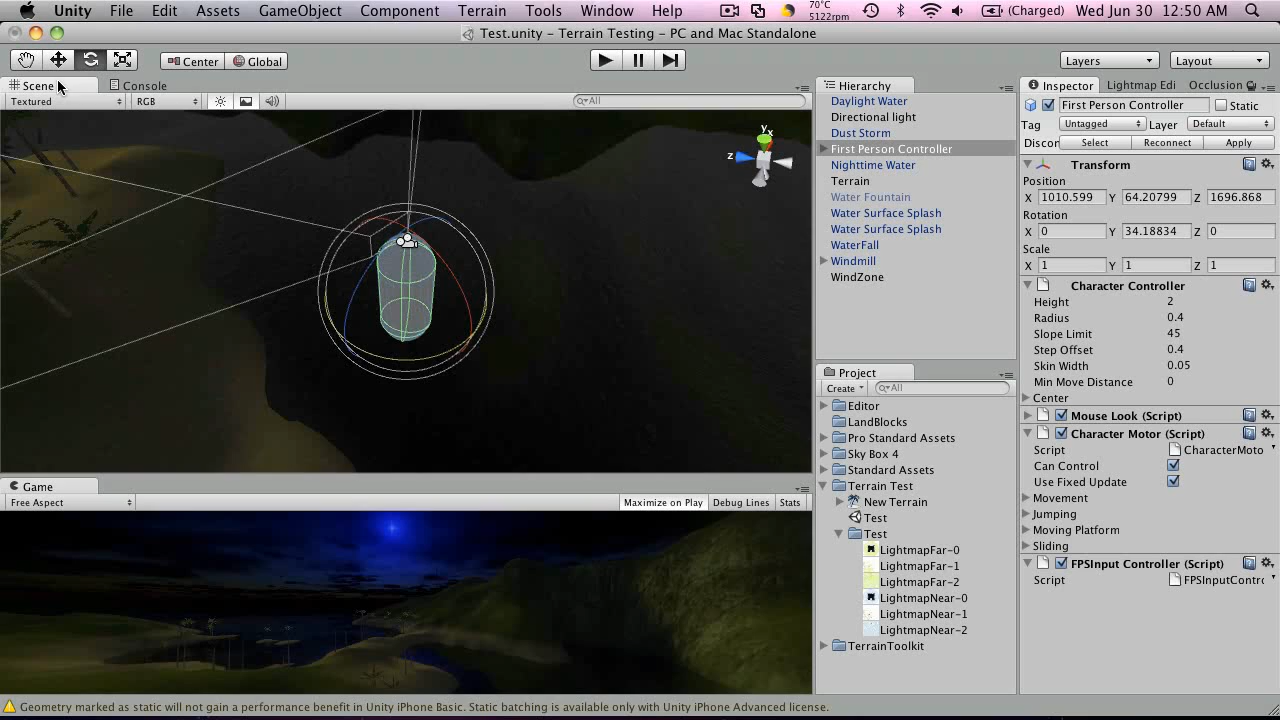 Unity File Edit Assets GameObject Component Terrain Tools Window Help 70°C 5122rpm (Charged) Wed Jun 30 12:50 AM
Test.unity – Terrain Testing – PC and Mac Standalone
Center Global Layers Layout
Scene Console
Textured RGB All
y
z
Game
Free Aspect Maximize on Play Debug Lines Stats
Hierarchy
Daylight Water
Directional light
Dust Storm
First Person Controller
Nighttime Water
Terrain
Water Fountain
Water Surface Splash
Water Surface Splash
WaterFall
Windmill
WindZone
Project
Create All
Editor
LandBlocks
Pro Standard Assets
Sky Box 4
Standard Assets
Terrain Test
New Terrain
Test
Test
LightmapFar-0
LightmapFar-1
LightmapFar-2
LightmapNear-0
LightmapNear-1
LightmapNear-2
TerrainToolkit
Inspector Lightmap Edi Occlusion
First Person Controller Static
Tag Untagged Layer Default
Discor Select Reconnect Apply
Transform
Position
X 1010.599 Y 64.20799 Z 1696.868
Rotation
X 0 Y 34.18834 Z 0
Scale
X 1 Y 1 Z 1
Character Controller
Height 2
Radius 0.4
Slope Limit 45
Step Offset 0.4
Skin Width 0.05
Min Move Distance 0
Center
Mouse Look (Script)
Character Motor (Script)
Script CharacterMoto
Can Control
Use Fixed Update
Movement
Jumping
Moving Platform
Sliding
FPSInput Controller (Script)
Script FPSInputContr
Geometry marked as static will not gain a performance benefit in Unity iPhone Basic. Static batching is available only with Unity iPhone Advanced license.